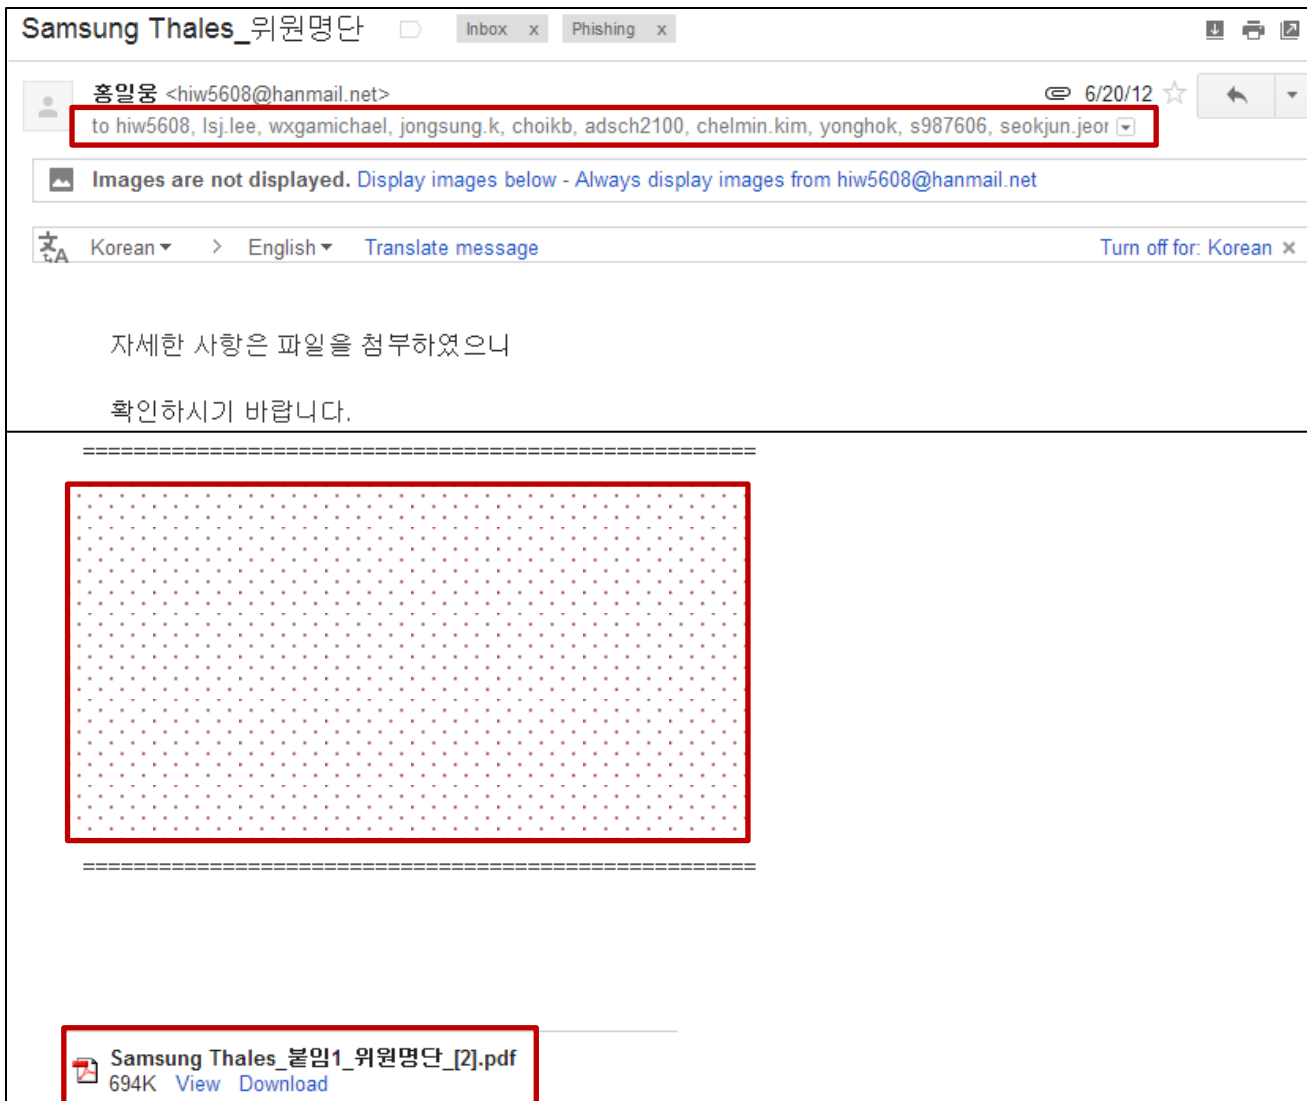 Samsung Thales_위원명단 Inbox x Phishing x
홍일웅 <hiw5608@hanmail.net> 6/20/12
to hiw5608, lsj.lee, wxgamichael, jongsung.k, choikb, adsch2100, chelmin.kim, yonghok, s987606, seokjun.jeor
Images are not displayed. Display images below - Always display images from hiw5608@hanmail.net
Korean > English Translate message Turn off for: Korean ×
자세한 사항은 파일을 첨부하였으니
확인하시기 바랍니다.
=====================================================
=====================================================
Samsung Thales_붙임1_위원명단_[2].pdf
694K View Download